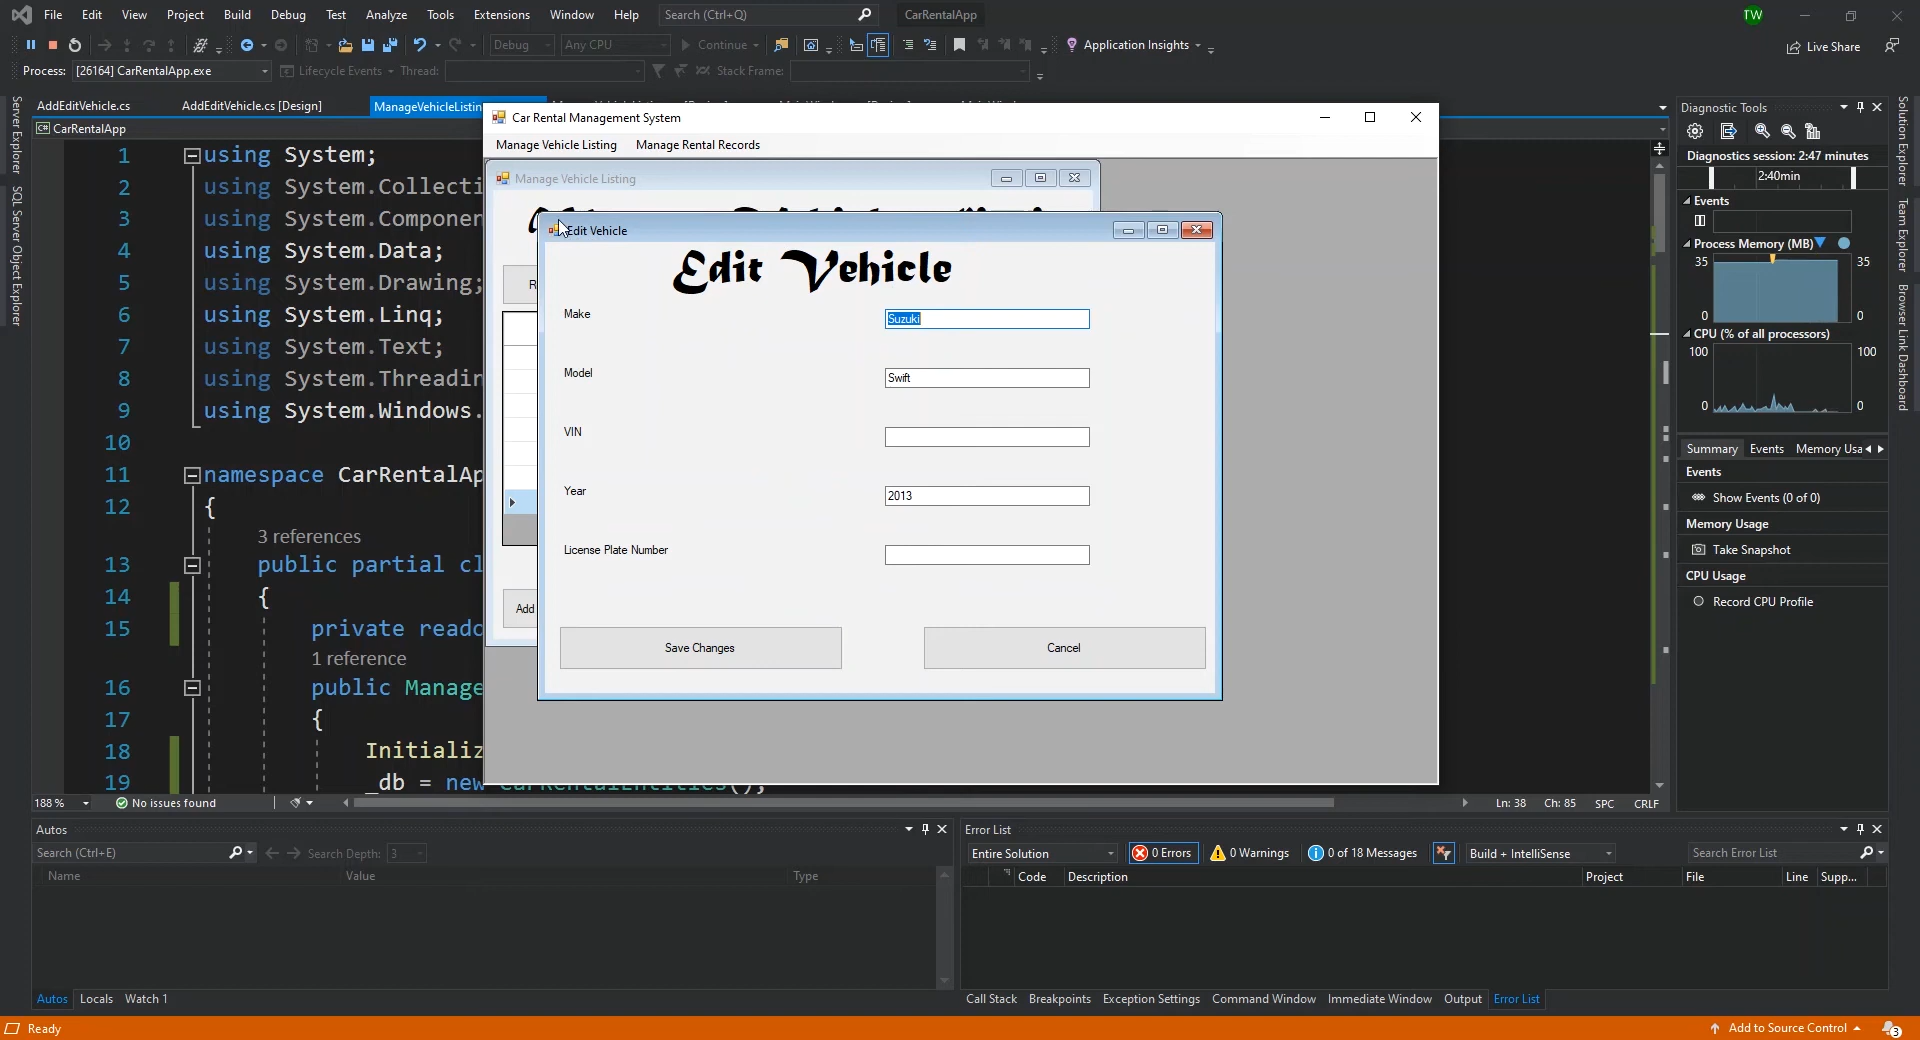 File Edit View Project Build Debug Test Analyze Tools Extensions Window Help Search (Ctrl+Q) CarRentalApp TW
Debug Any CPU Continue Application Insights Live Share
Process: [26164] CarRentalApp.exe Lifecycle Events Thread: Stack Frame:
AddEditVehicle.cs AddEditVehicle.cs [Design] ManageVehicleListin
CarRentalApp
Server Explorer
SQL Server Object Explorer
1 using System;
2 using System.Collecti
3 using System.Componen
4 using System.Data;
5 using System.Drawing;
6 using System.Linq;
7 using System.Text;
8 using System.Threadin
9 using System.Windows.
10
11 namespace CarRentalAp
12 {
3 references
13 public partial cl
14 {
15 private reado
1 reference
16 public Manage
17 {
18 Initializ
19 _db = new CarRentalEntities();
188 % No issues found Ln: 38 Ch: 85 SPC CRLF
Car Rental Management System
Manage Vehicle Listing Manage Rental Records
Manage Vehicle Listing
R
Add
Edit Vehicle
Edit Vehicle
Make Suzuki
Model Swift
VIN
Year 2013
License Plate Number
Save Changes Cancel
Diagnostic Tools
Diagnostics session: 2:47 minutes
2:40min
Events
Process Memory (MB)
35 35
0 0
CPU (% of all processors)
100 100
0 0
Summary Events Memory Usa
Events
Show Events (0 of 0)
Memory Usage
Take Snapshot
CPU Usage
Record CPU Profile
Solution Explorer
Team Explorer
Browser Link Dashboard
Autos
Search (Ctrl+E) Search Depth: 3
Name Value Type
Autos Locals Watch 1
Error List
Entire Solution 0 Errors 0 Warnings 0 of 18 Messages Build + IntelliSense Search Error List
Code Description Project File Line Supp...
Call Stack Breakpoints Exception Settings Command Window Immediate Window Output Error List
Ready Add to Source Control 3